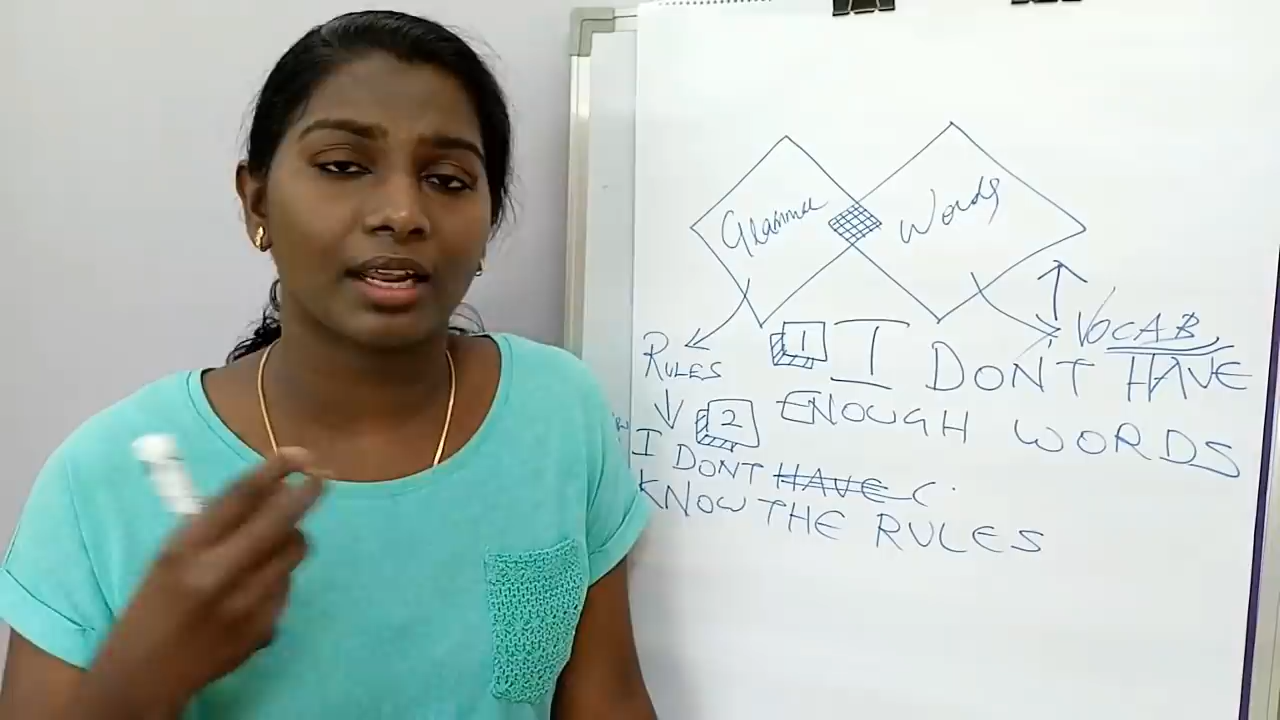 Grammar
Words
VOCAB
RULES
1 I DONT HAVE
ENOUGH WORDS
2
I DONT HAVE C
KNOW THE RULES